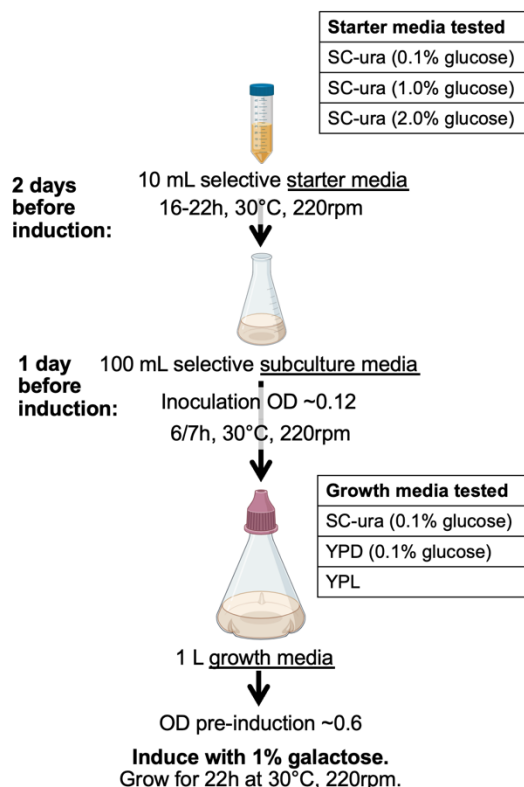 Starter media tested
SC-ura (0.1% glucose)
SC-ura (1.0% glucose)
SC-ura (2.0% glucose)
2 days
before
induction:
10 mL selective starter media
16-22h, 30°C, 220rpm
1 day
before
induction:
100 mL selective subculture media
Inoculation OD ~0.12
6/7h, 30°C, 220rpm
Growth media tested
SC-ura (0.1% glucose)
YPD (0.1% glucose)
YPL
1 L growth media
OD pre-induction ~0.6
Induce with 1% galactose.
Grow for 22h at 30°C, 220rpm.